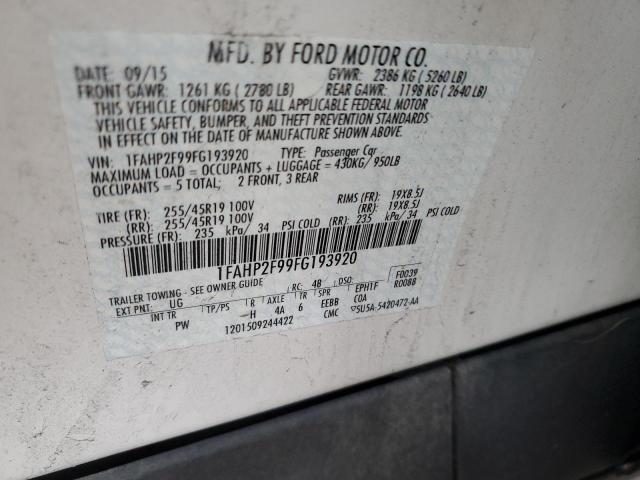 MFD. BY FORD MOTOR CO.
DATE: 09/15 GVWR: 2386 KG ( 5260 LB)
FRONT GAWR: 1261 KG ( 2780 LB) REAR GAWR: 1198 KG ( 2640 LB)
THIS VEHICLE CONFORMS TO ALL APPLICABLE FEDERAL MOTOR
VEHICLE SAFETY, BUMPER, AND THEFT PREVENTION STANDARDS
IN EFFECT ON THE DATE OF MANUFACTURE SHOWN ABOVE.
VIN: 1FAHP2F99FG193920 TYPE: Passenger Car
MAXIMUM LOAD = OCCUPANTS + LUGGAGE = 430KG/ 950LB
OCCUPANTS = 5 TOTAL; 2 FRONT, 3 REAR
TIRE (FR): 255/45R19 100V RIMS (FR): 19X8.5J
(RR): 255/45R19 100V (RR): 19X8.5J
PRESSURE (FR): 235 kPa/ 34 PSI COLD (RR): 235 kPa/ 34 PSI COLD
1FAHP2F99FG193920
TRAILER TOWING - SEE OWNER GUIDE RC: 48 DSO: F0039
EXT PNT: UG R0088
INT TR TP/PS R AXLE TR SPR EPHTF
PW H 4A 6 EEBB COA
1201509244422 CMC 5U5A-5420472-AA